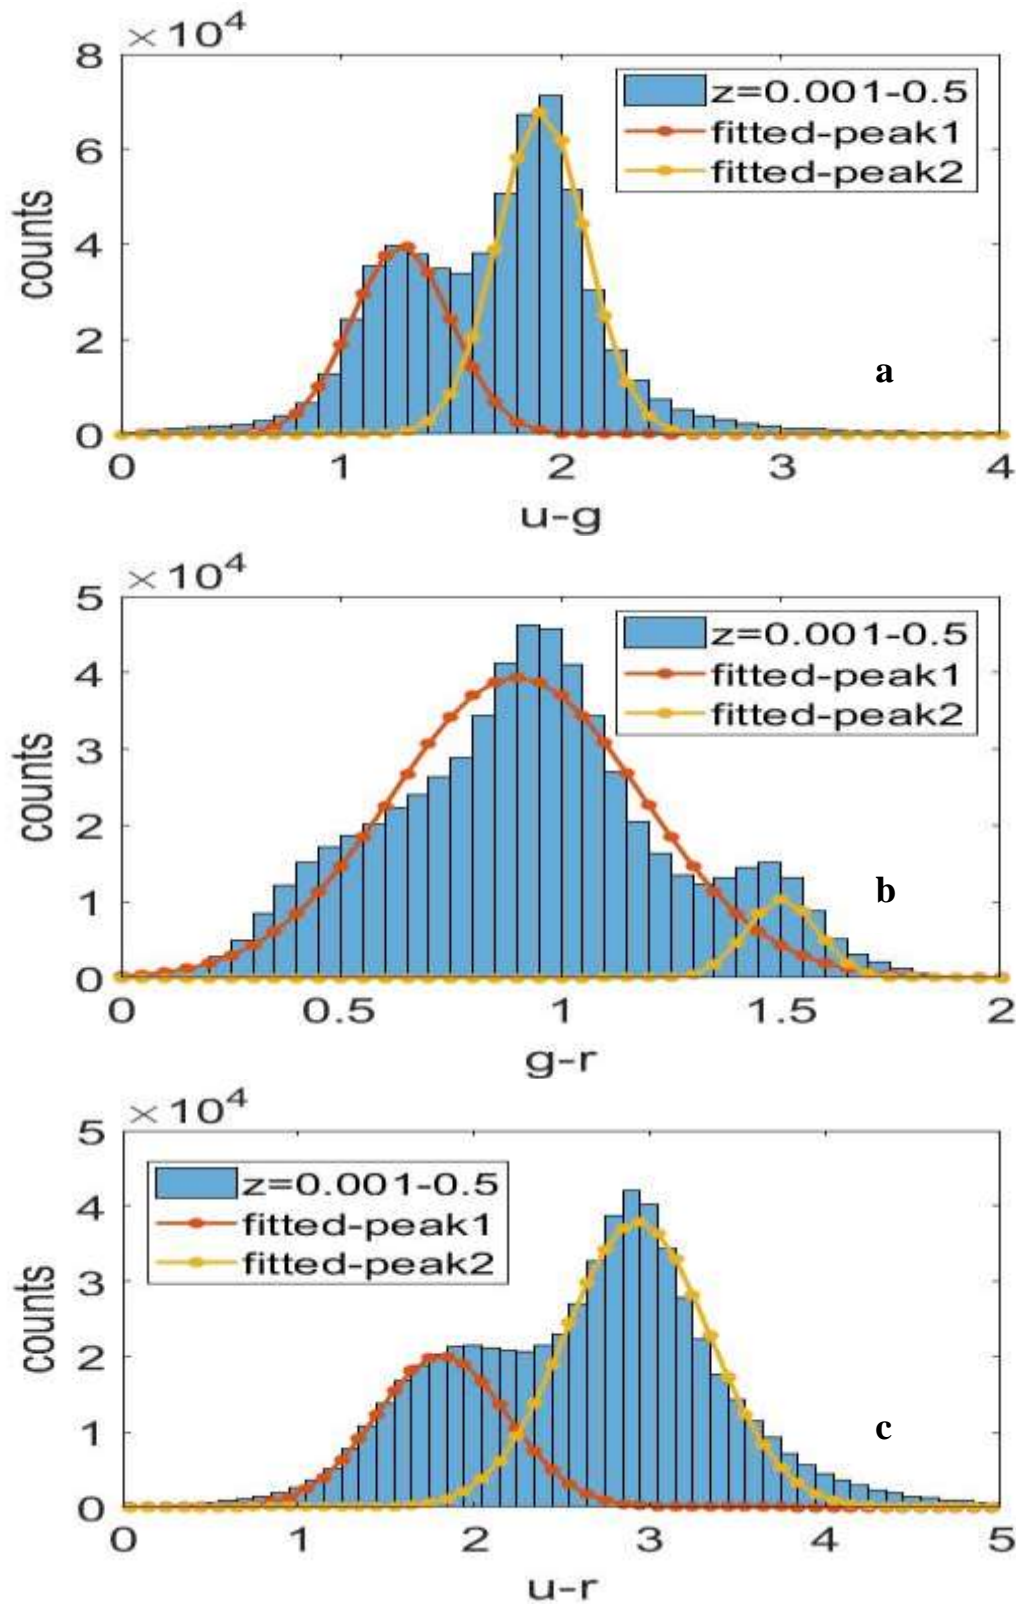 × 10⁴
8
6
4
2
0
counts
z=0.001-0.5
fitted-peak1
fitted-peak2
a
0 1 2 3 4
u-g
× 10⁴
5
4
3
2
1
0
counts
z=0.001-0.5
fitted-peak1
fitted-peak2
b
0 0.5 1 1.5 2
g-r
× 10⁴
5
4
3
2
1
0
counts
z=0.001-0.5
fitted-peak1
fitted-peak2
c
0 1 2 3 4 5
u-r